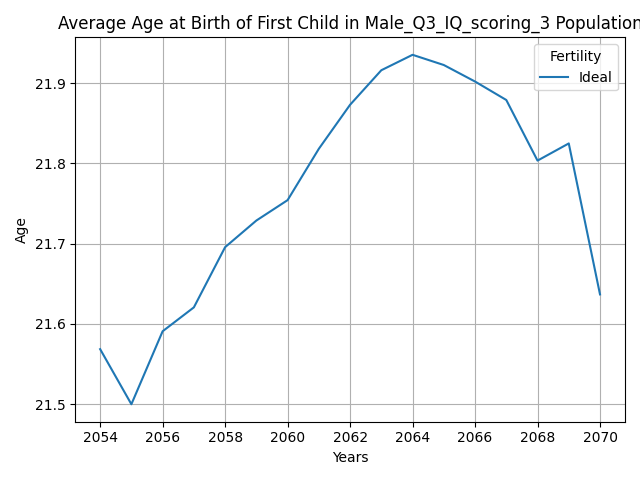 Average Age at Birth of First Child in Male_Q3_IQ_scoring_3 Population
Fertility
Ideal
21.9
21.8
21.7
21.6
21.5
Age
2054 2056 2058 2060 2062 2064 2066 2068 2070
Years